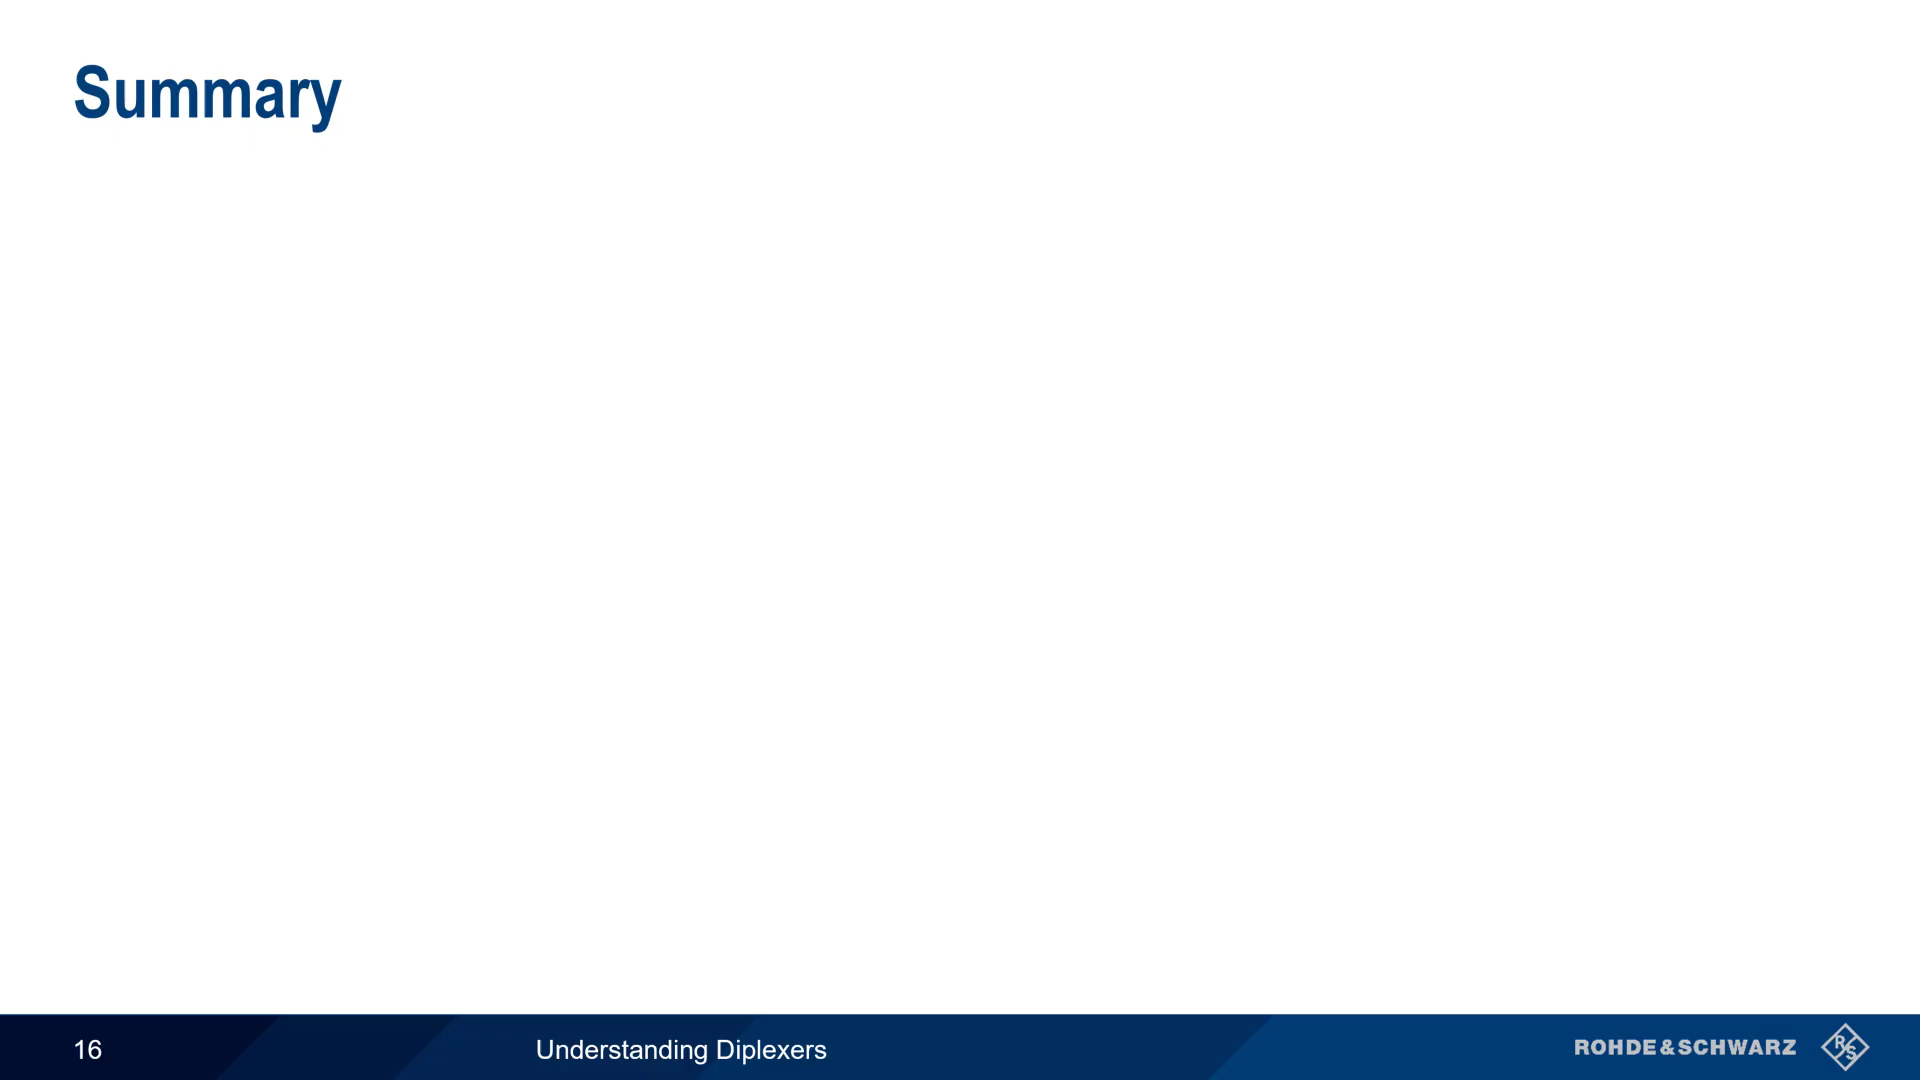 Summary
16
Understanding Diplexers
ROHDE&SCHWARZ
R
S